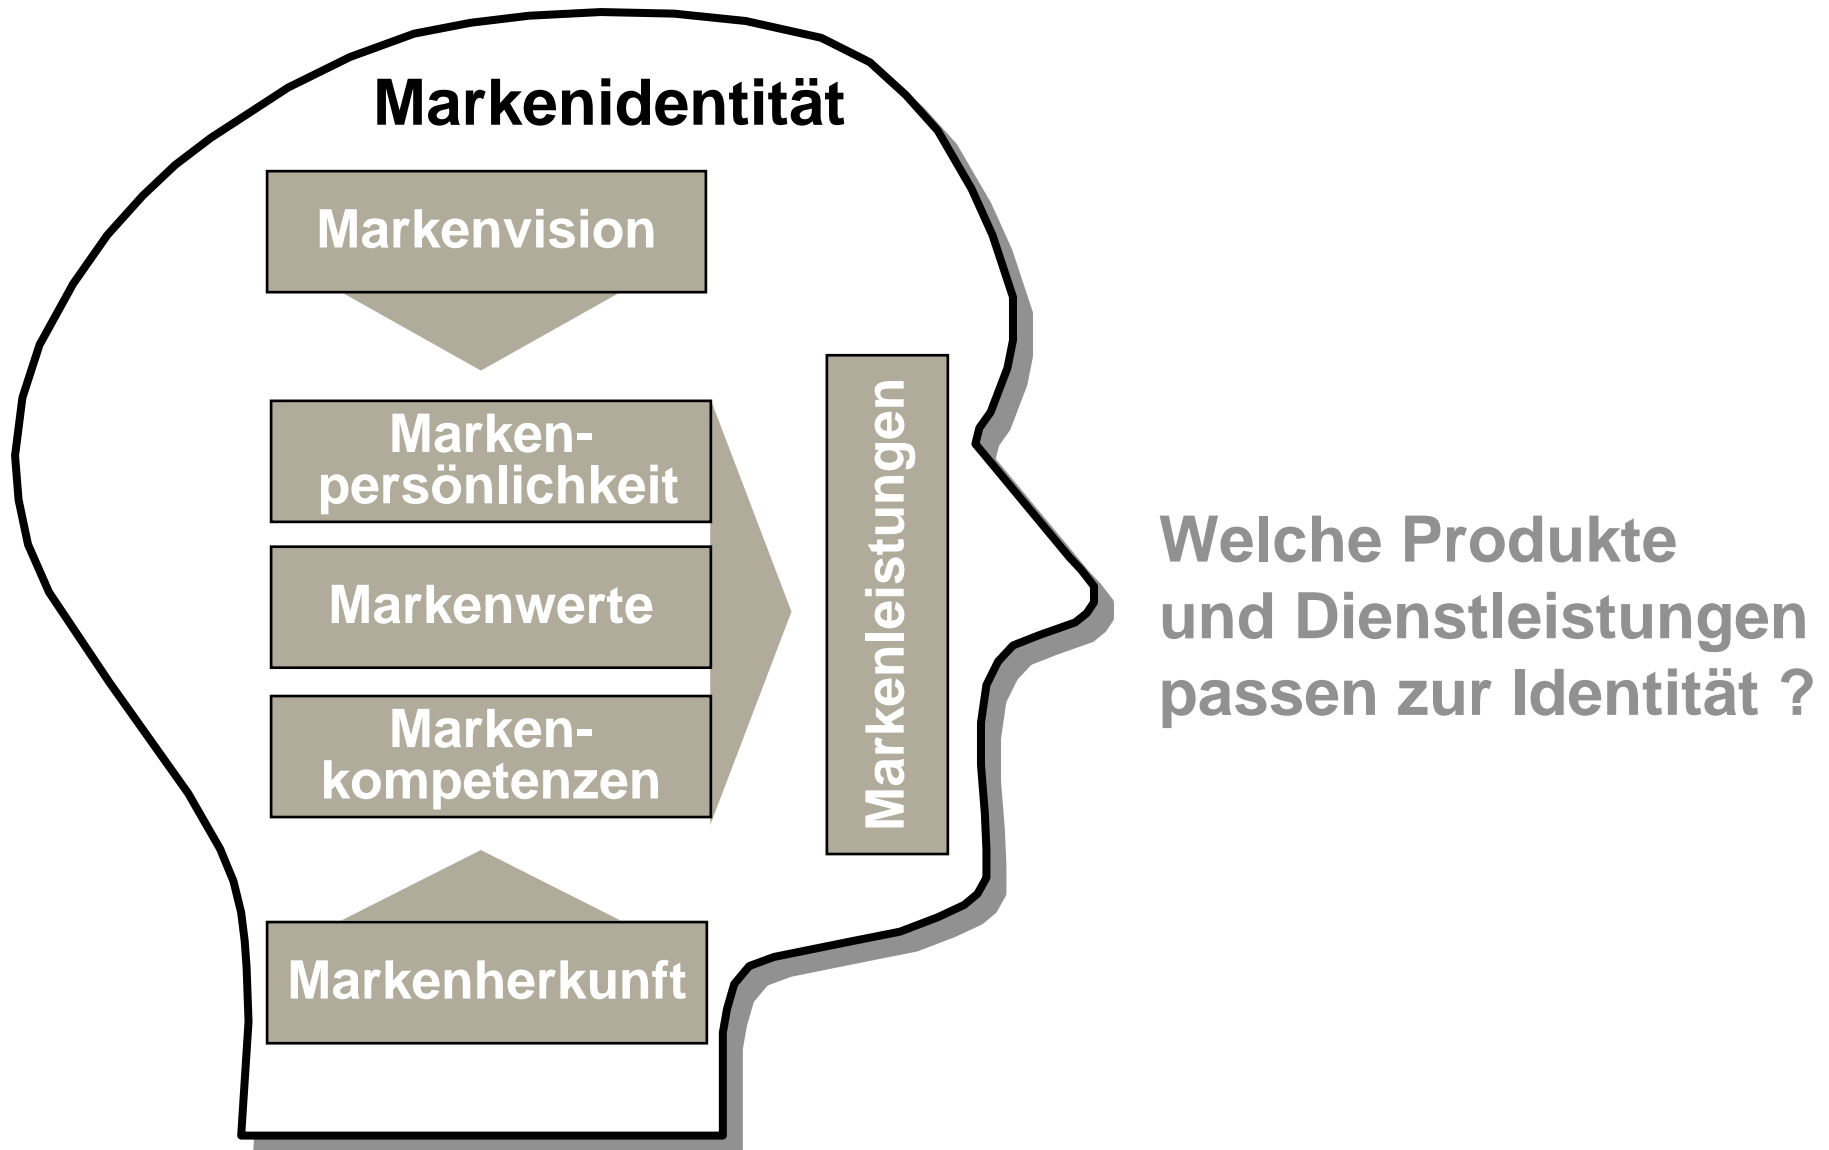 Markenidentität
Markenvision
Marken-
persönlichkeit
Markenwerte
Marken-
kompetenzen
Markenherkunft
Markenleistungen
Welche Produkte
und Dienstleistungen
passen zur Identität ?